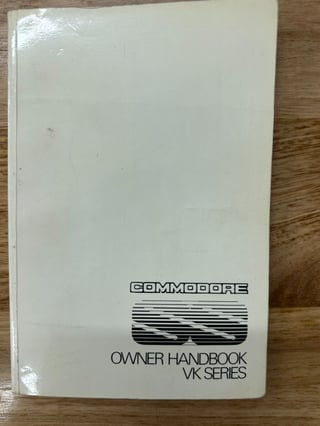 COMMODORE
OWNER HANDBOOK
VK SERIES